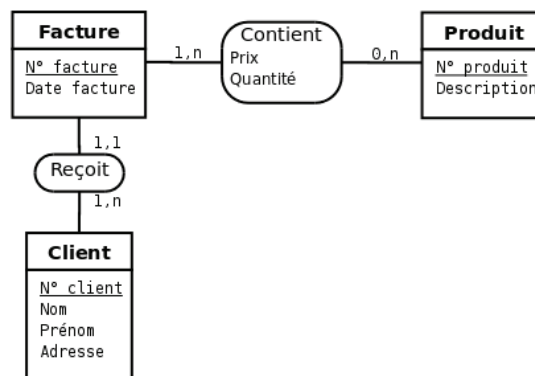 Facture
N° facture
Date facture
1,n
Contient
Prix
Quantité
0,n
Produit
N° produit
Description
1,1
Reçoit
1,n
Client
N° client
Nom
Prénom
Adresse